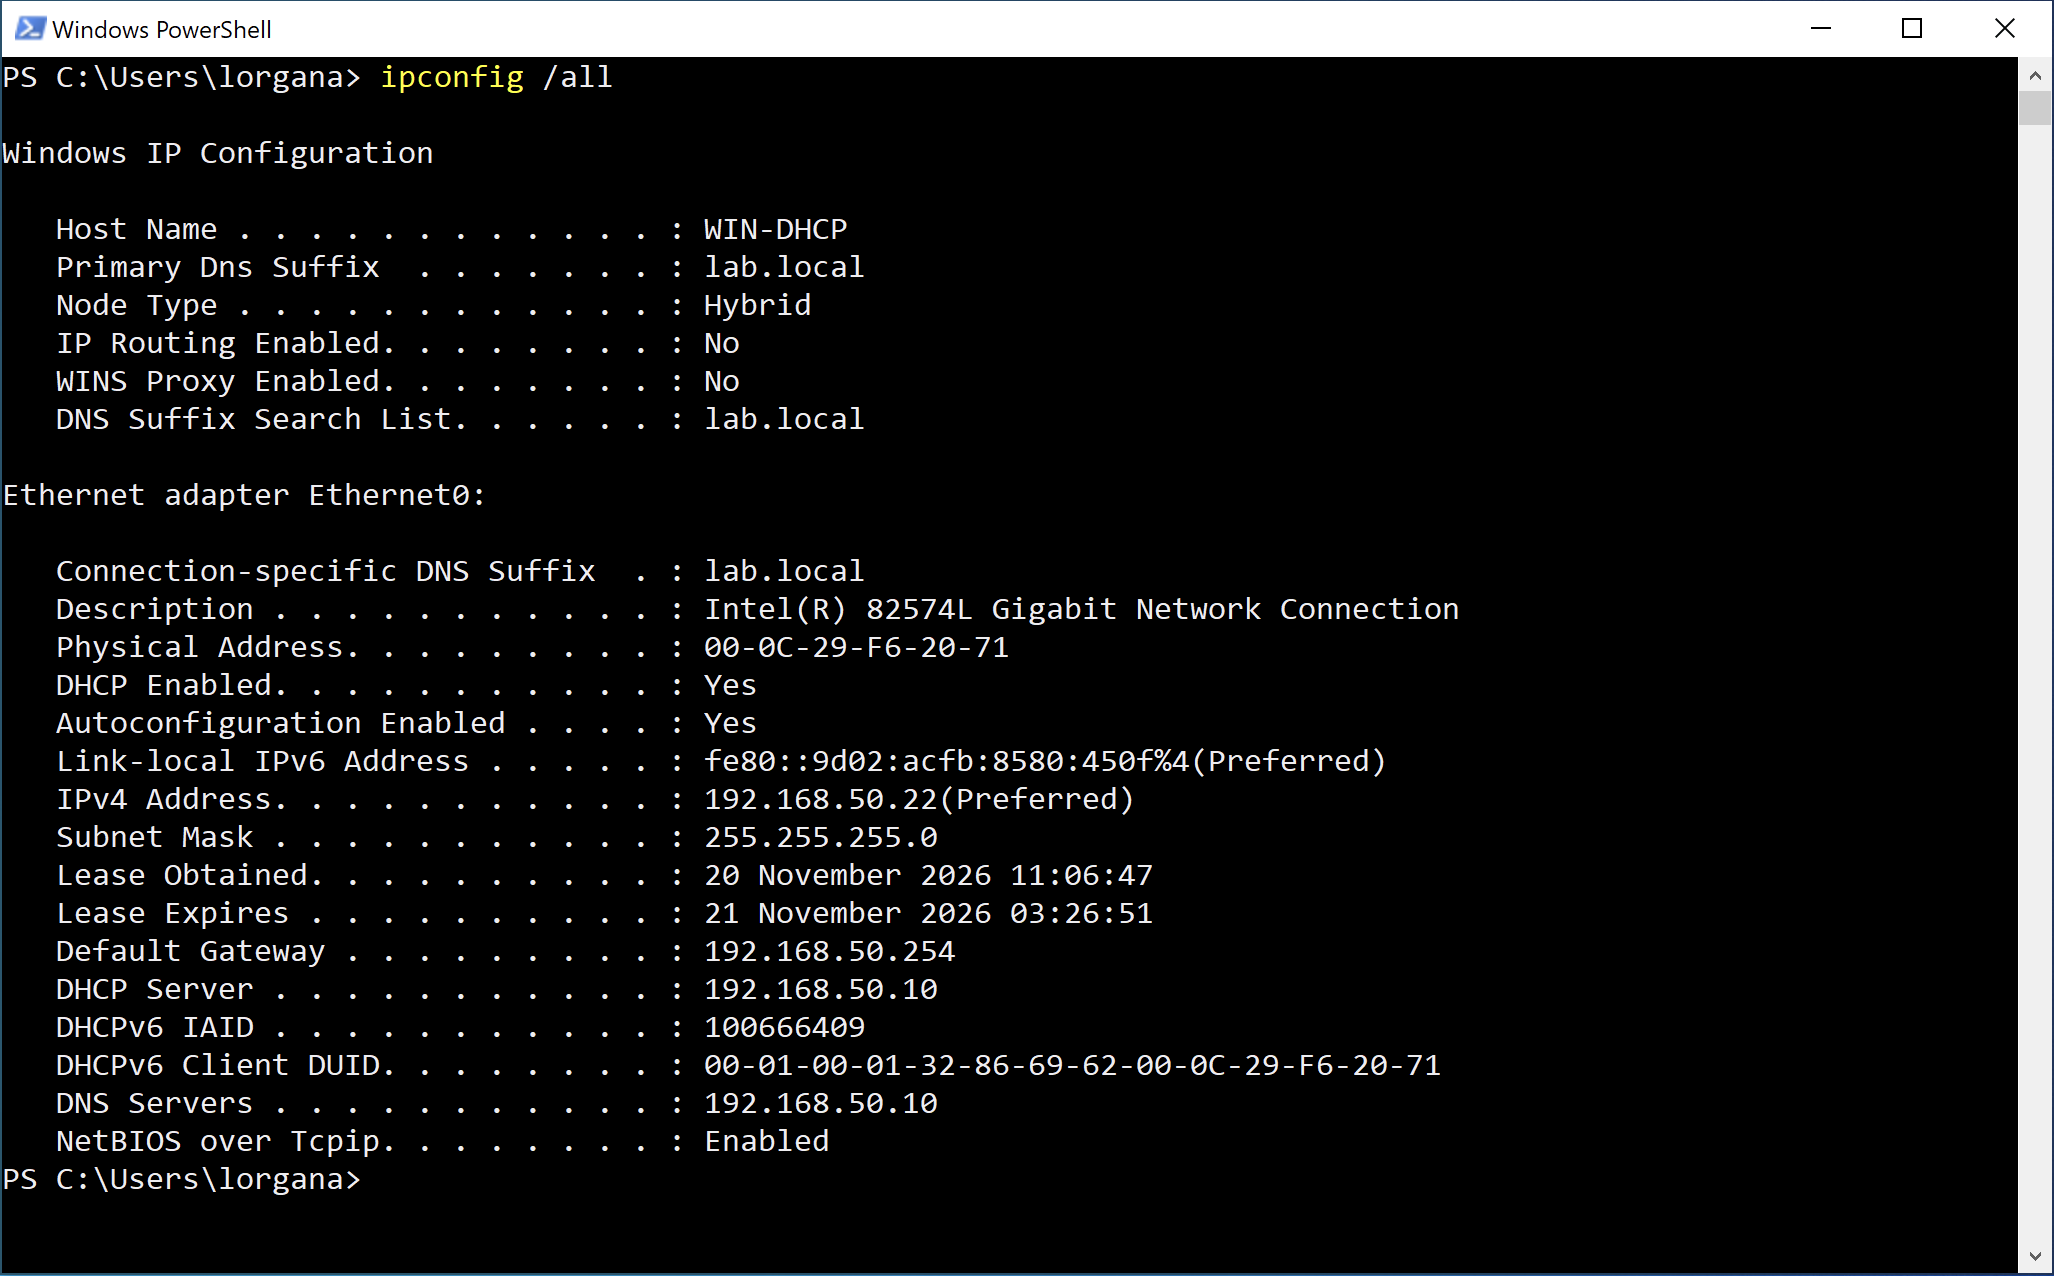 Windows PowerShell
PS C:\Users\lorgana> ipconfig /all
Windows IP Configuration
   Host Name . . . . . . . . . . . . : WIN-DHCP
   Primary Dns Suffix  . . . . . . . : lab.local
   Node Type . . . . . . . . . . . . : Hybrid
   IP Routing Enabled. . . . . . . . : No
   WINS Proxy Enabled. . . . . . . . : No
   DNS Suffix Search List. . . . . . : lab.local
Ethernet adapter Ethernet0:
   Connection-specific DNS Suffix  . : lab.local
   Description . . . . . . . . . . . : Intel(R) 82574L Gigabit Network Connection
   Physical Address. . . . . . . . . : 00-0C-29-F6-20-71
   DHCP Enabled. . . . . . . . . . . : Yes
   Autoconfiguration Enabled . . . . : Yes
   Link-local IPv6 Address . . . . . : fe80::9d02:acfb:8580:450f%4(Preferred)
   IPv4 Address. . . . . . . . . . . : 192.168.50.22(Preferred)
   Subnet Mask . . . . . . . . . . . : 255.255.255.0
   Lease Obtained. . . . . . . . . . : 20 November 2026 11:06:47
   Lease Expires . . . . . . . . . . : 21 November 2026 03:26:51
   Default Gateway . . . . . . . . . : 192.168.50.254
   DHCP Server . . . . . . . . . . . : 192.168.50.10
   DHCPv6 IAID . . . . . . . . . . . : 100666409
   DHCPv6 Client DUID. . . . . . . . : 00-01-00-01-32-86-69-62-00-0C-29-F6-20-71
   DNS Servers . . . . . . . . . . . : 192.168.50.10
   NetBIOS over Tcpip. . . . . . . . : Enabled
PS C:\Users\lorgana>